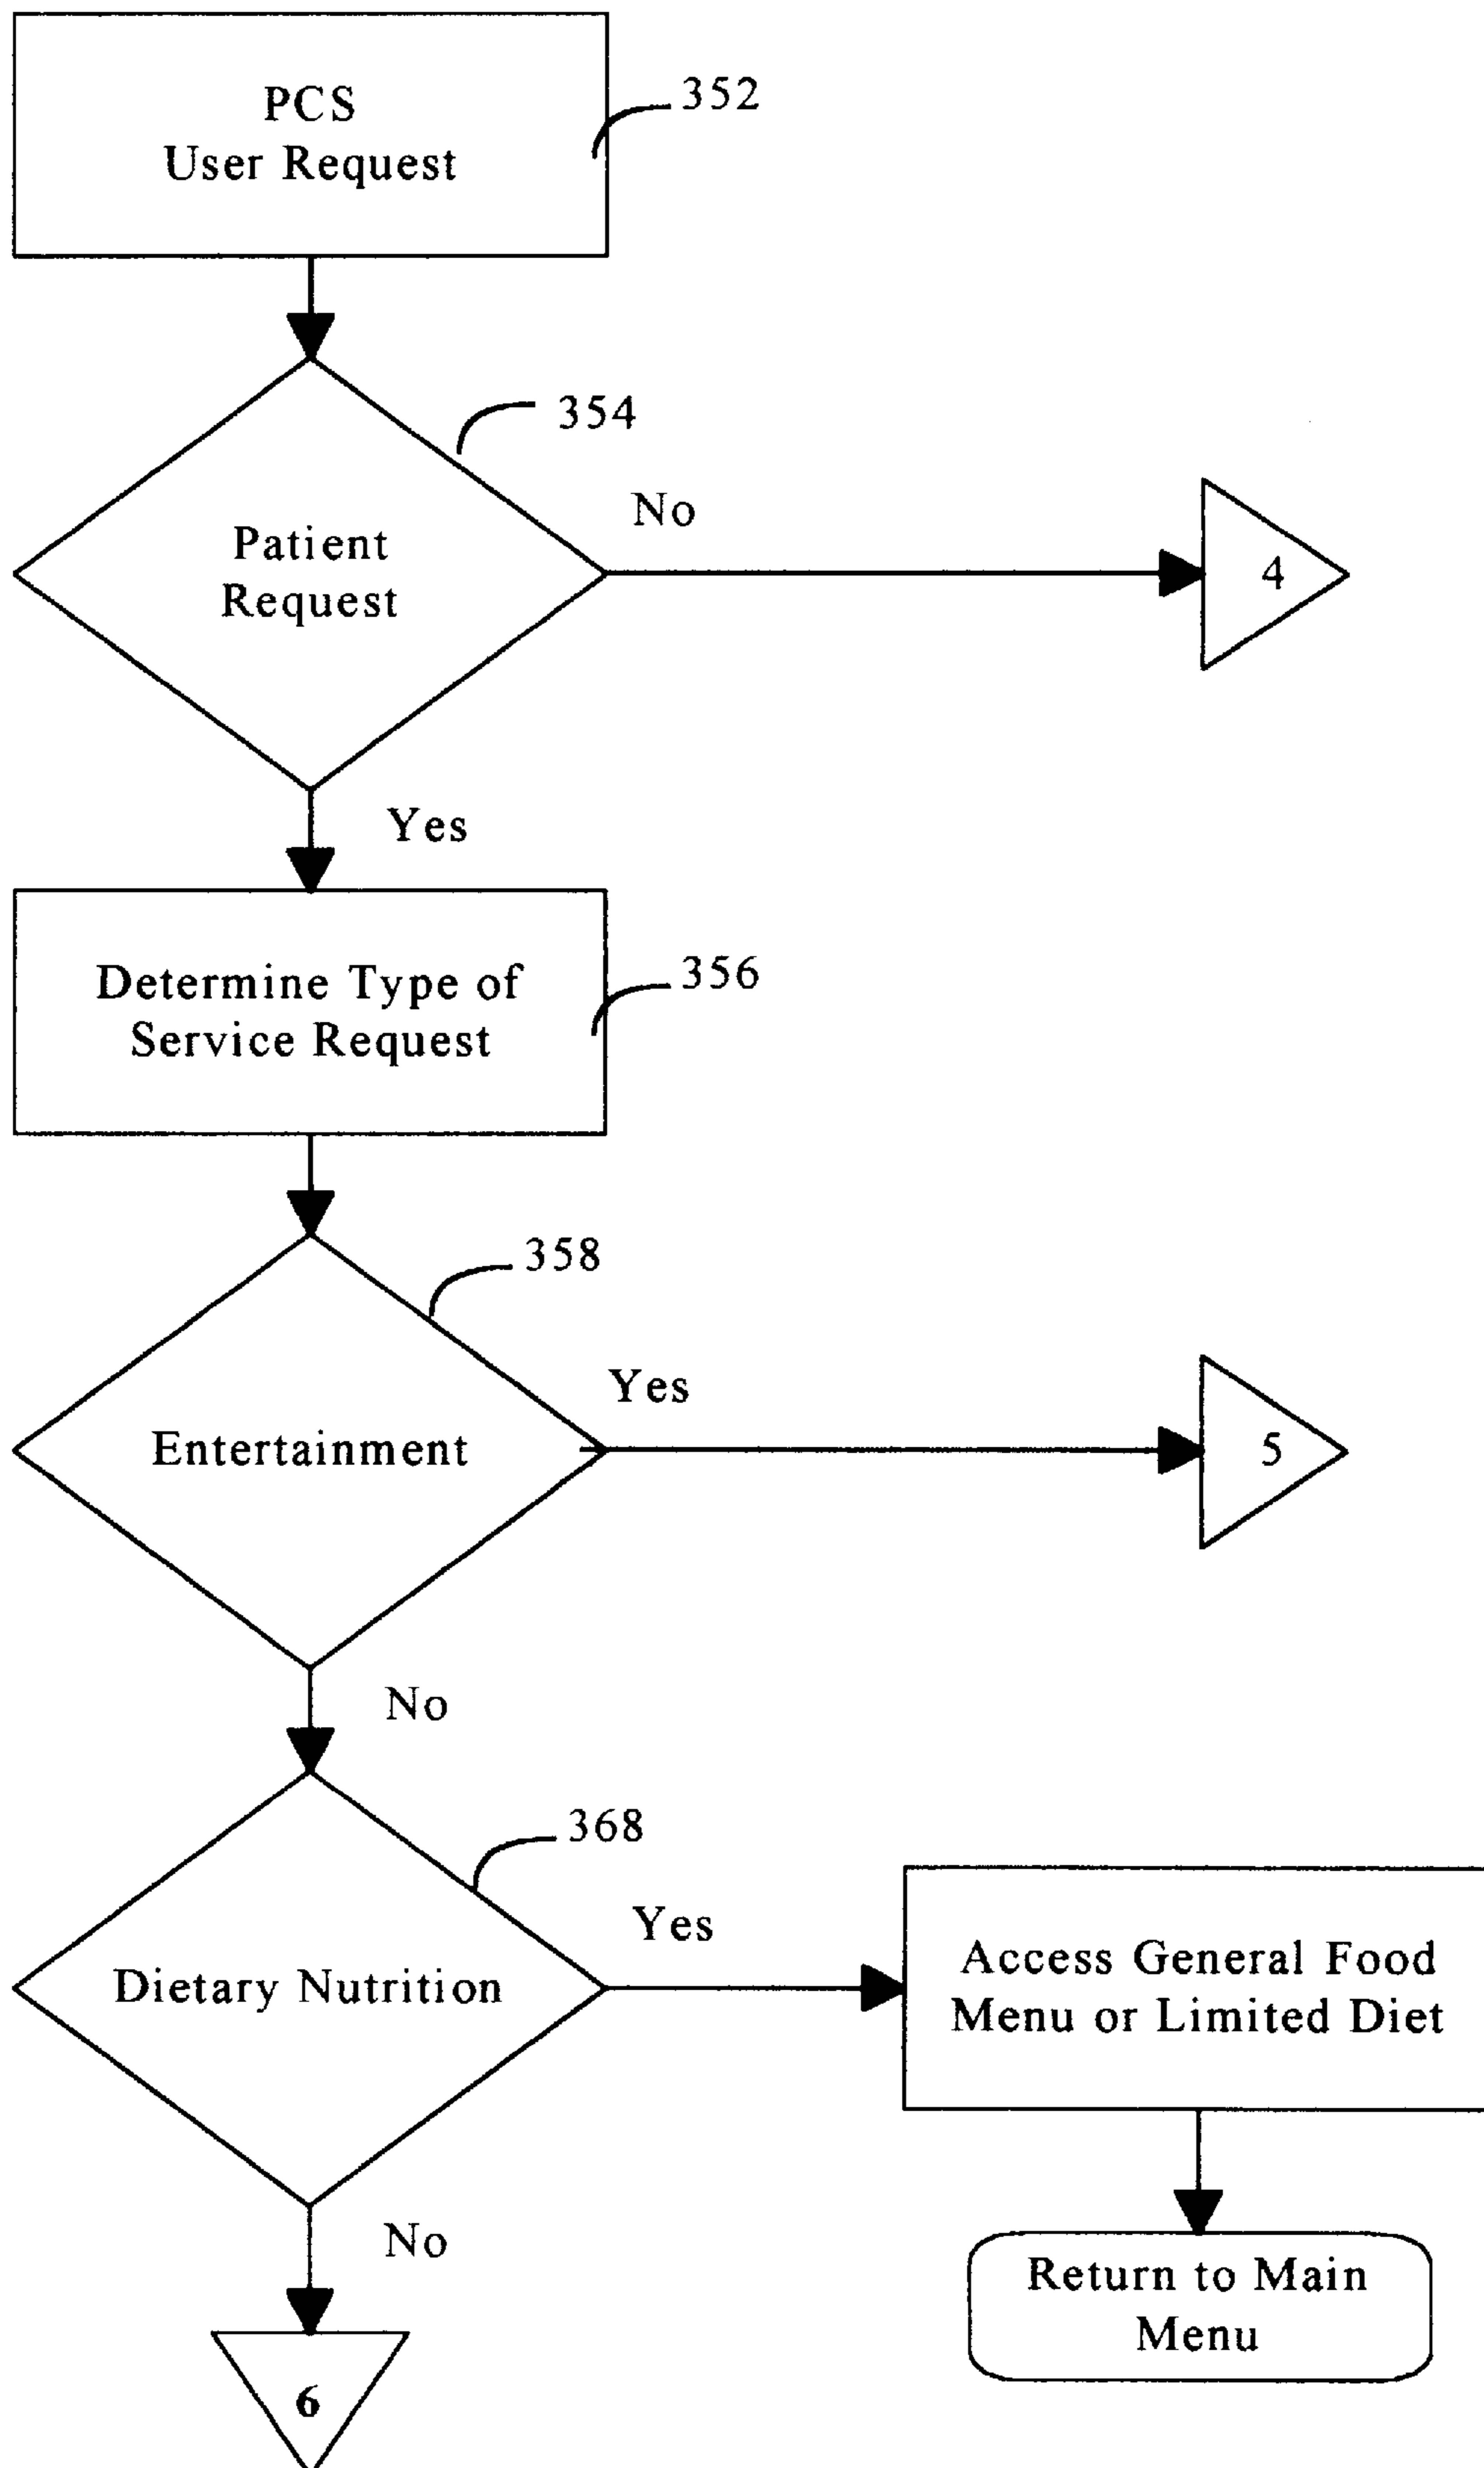 PCS
User Request
352
354
Patient
Request
No
4
Yes
Determine Type of
Service Request
356
358
Entertainment
Yes
5
No
368
Dietary Nutrition
Yes
Access General Food
Menu or Limited Diet
No
Return to Main
Menu
6